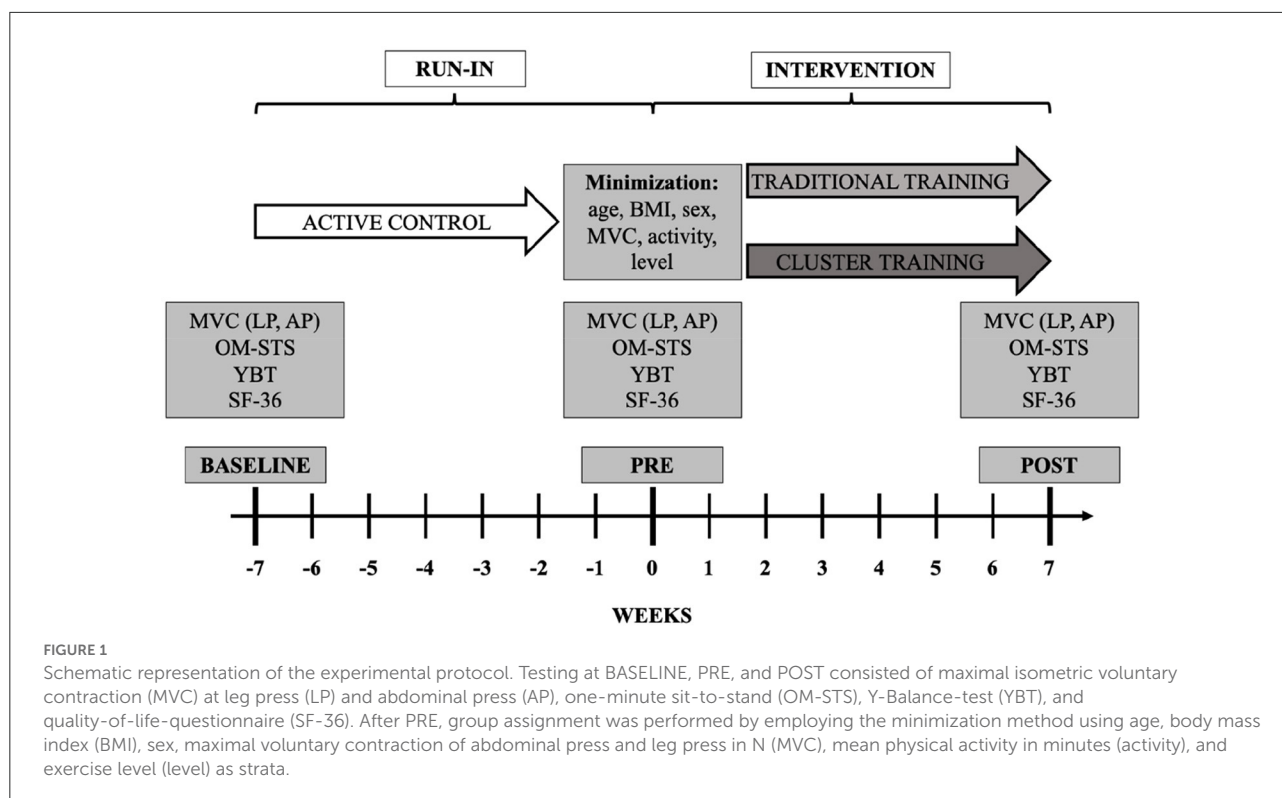 RUN-IN
INTERVENTION
ACTIVE CONTROL
Minimization:
age, BMI, sex,
MVC, activity,
level
TRADITIONAL TRAINING
CLUSTER TRAINING
MVC (LP, AP)
OM-STS
YBT
SF-36
MVC (LP, AP)
OM-STS
YBT
SF-36
MVC (LP, AP)
OM-STS
YBT
SF-36
BASELINE
PRE
POST
-7 -6 -5 -4 -3 -2 -1 0 1 2 3 4 5 6 7
WEEKS
FIGURE 1
Schematic representation of the experimental protocol. Testing at BASELINE, PRE, and POST consisted of maximal isometric voluntary
contraction (MVC) at leg press (LP) and abdominal press (AP), one-minute sit-to-stand (OM-STS), Y-Balance-test (YBT), and
quality-of-life-questionnaire (SF-36). After PRE, group assignment was performed by employing the minimization method using age, body mass
index (BMI), sex, maximal voluntary contraction of abdominal press and leg press in N (MVC), mean physical activity in minutes (activity), and
exercise level (level) as strata.